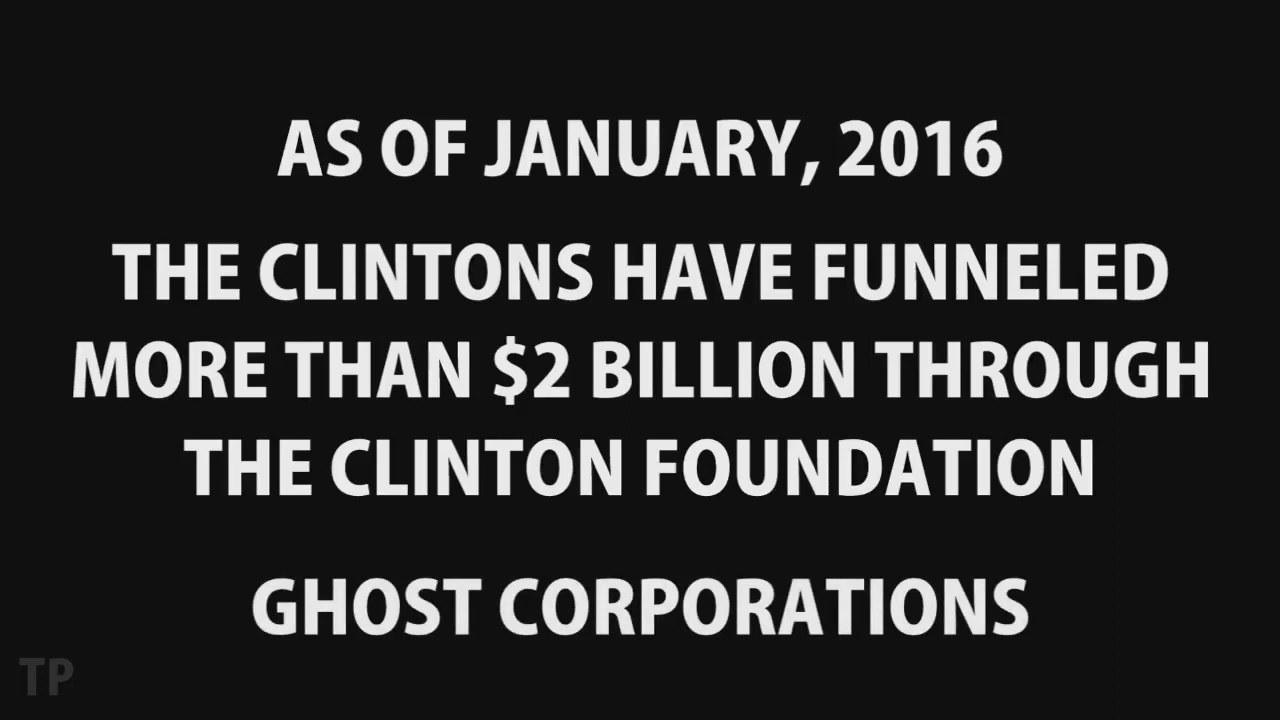 AS OF JANUARY, 2016
THE CLINTONS HAVE FUNNELED
MORE THAN $2 BILLION THROUGH
THE CLINTON FOUNDATION
GHOST CORPORATIONS
TP